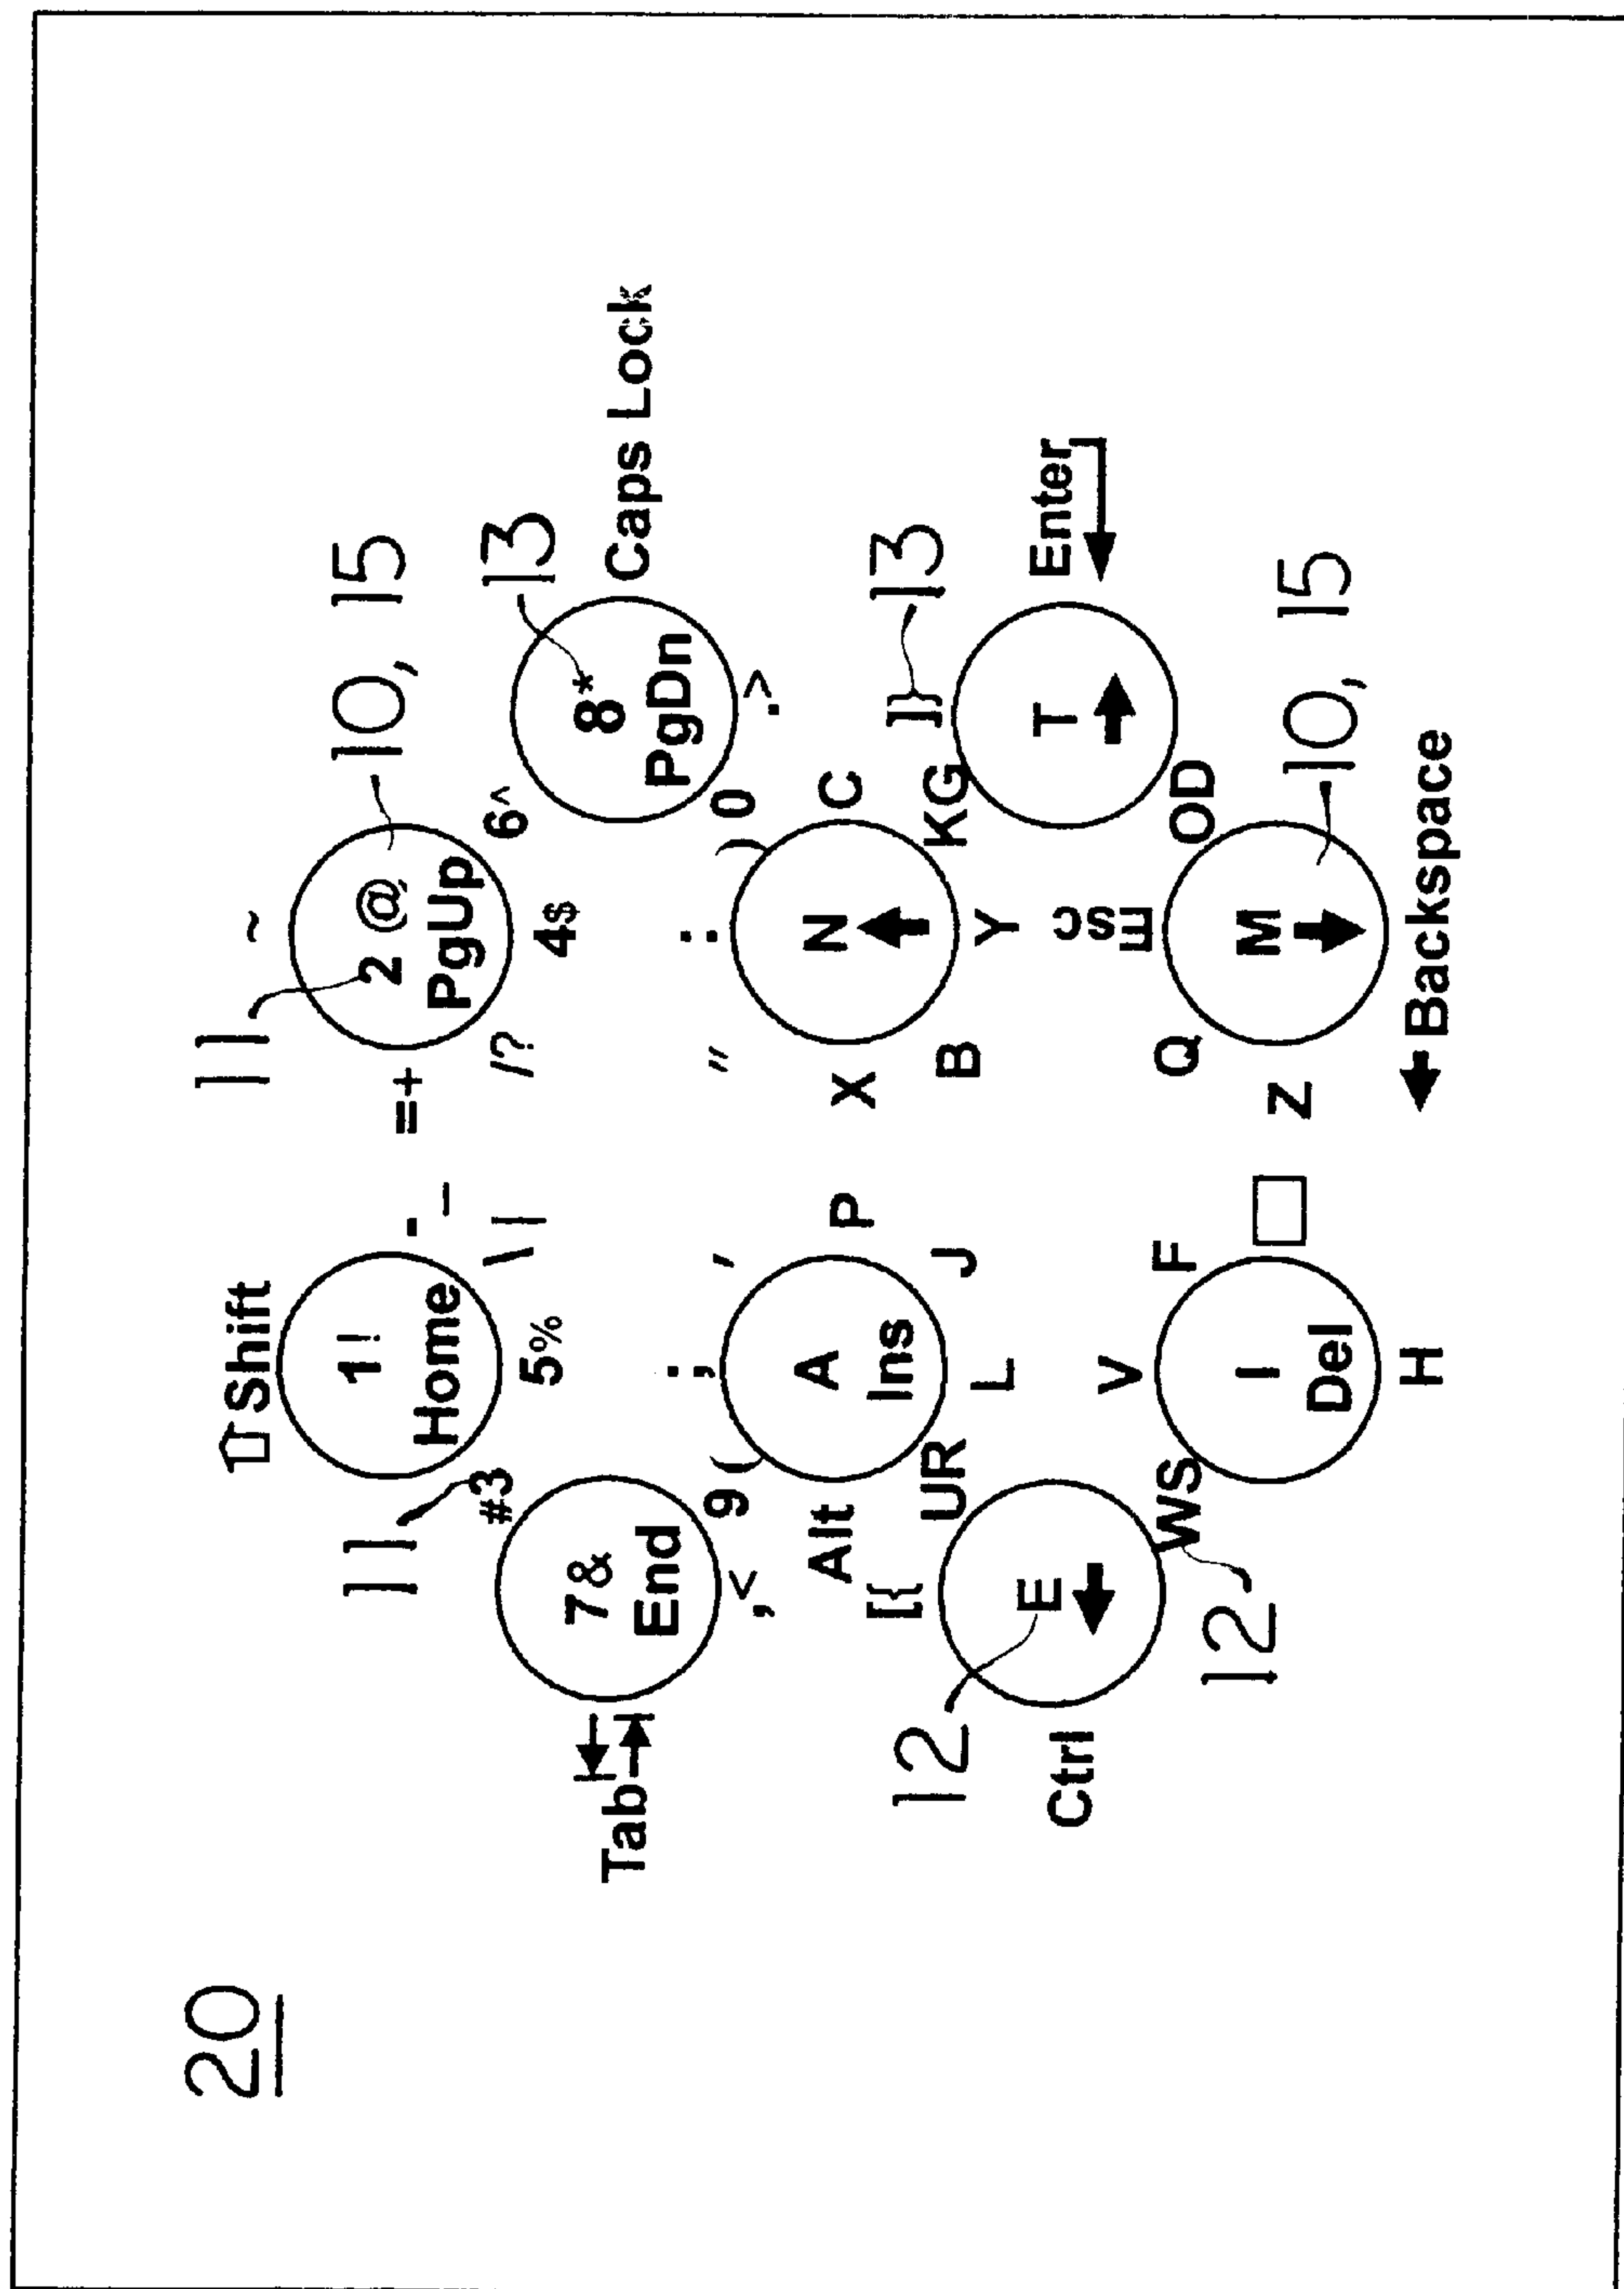 20 ⇧Shift 11 ~
11 1! 2 @ 10, 15
Home - _ =+ PgUp
#3 \ | /? 6^ 13
5% 4$
Tab 7& 8* Caps Lock
End PgDn
; :
9 ( ' " ) 0
, < . >
Alt A P X N C
[{ Ins ]} 13
12 UR J B KG
L Y
Ctrl E T Enter
V Esc
WS F Q OD
12 I Z M 10, 15
Del
H ←Backspace